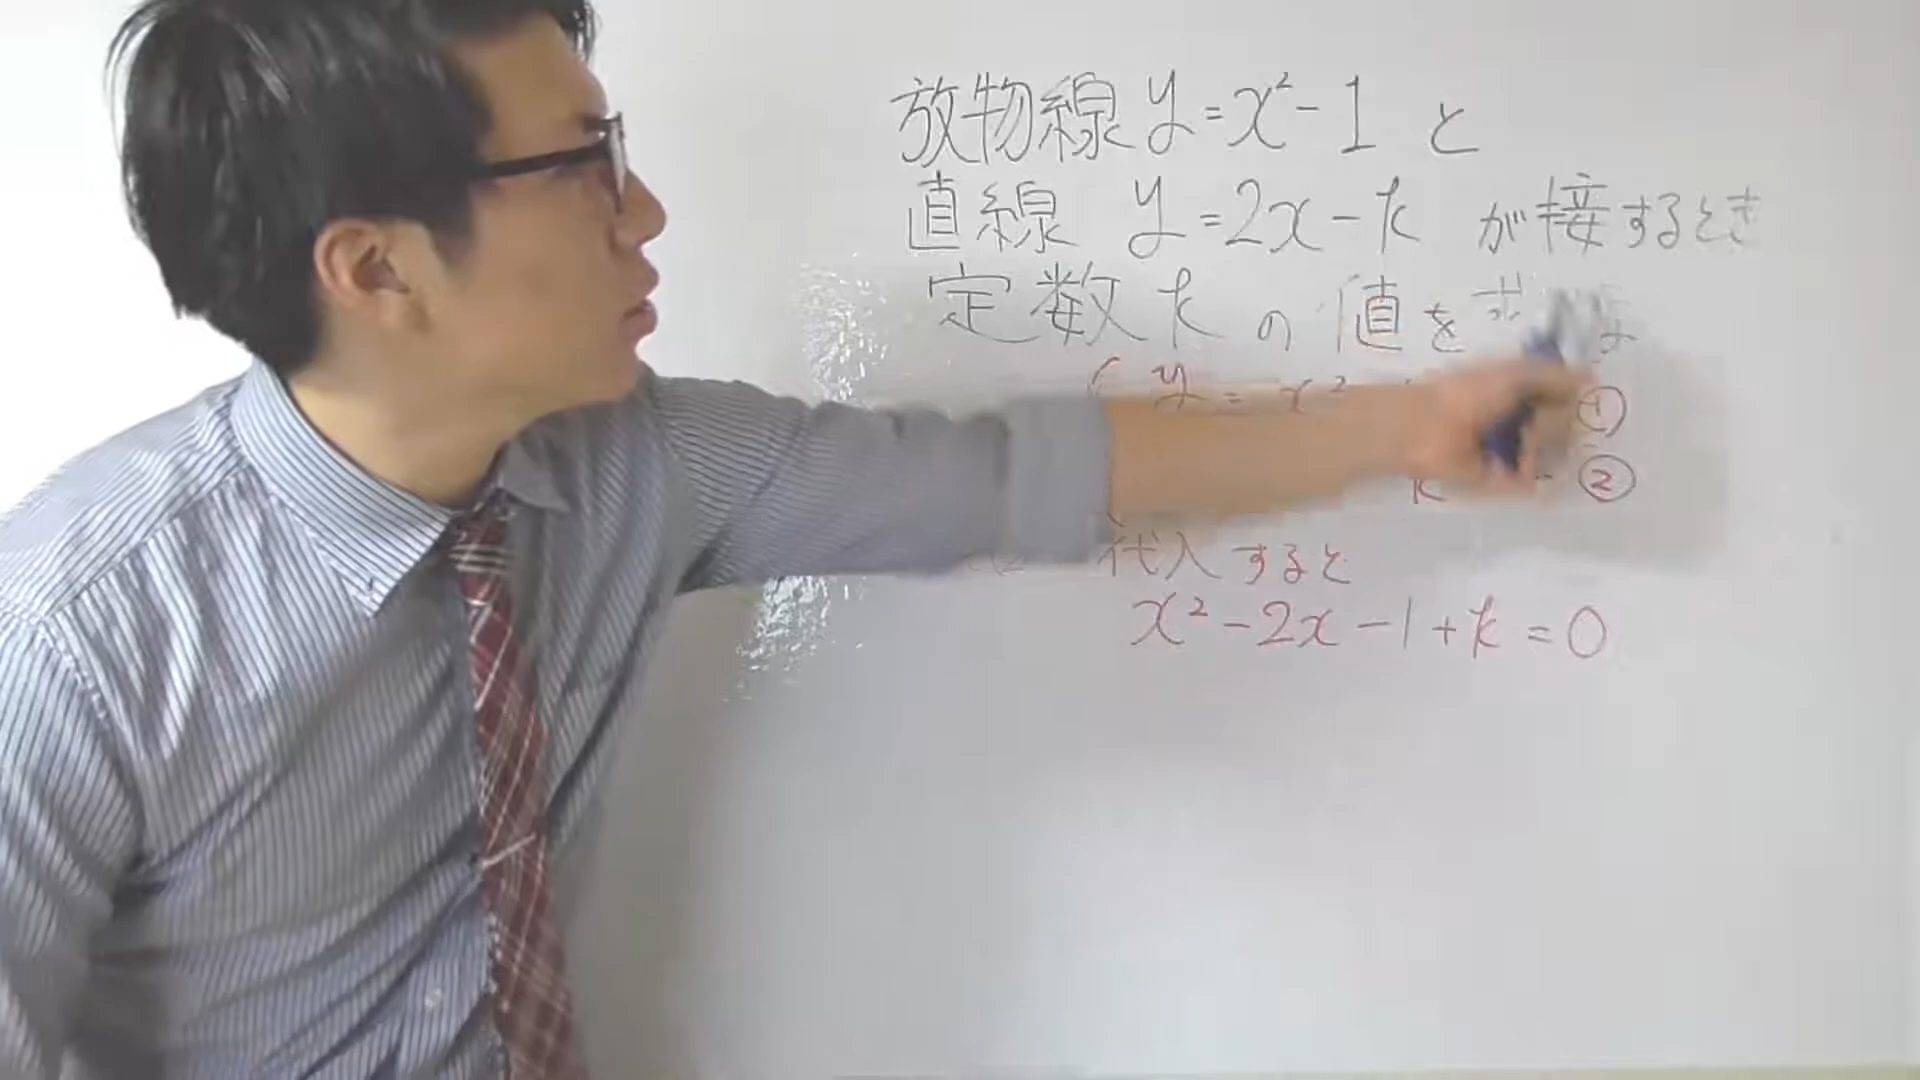 放物線 y=x²-1 と
直線 y=2x-k が接するとき
定数 k の値を求
y = x² ①
k ②
代入すると
x²-2x-1+k=0